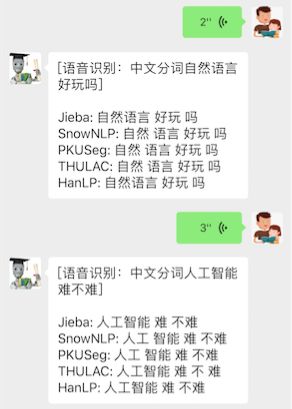 2"
[语音识别：中文分词自然语言
好玩吗]
Jieba: 自然语言 好玩 吗
SnowNLP: 自然 语言 好玩 吗
PKUSeg: 自然 语言 好玩 吗
THULAC: 自然 语言 好玩 吗
HanLP: 自然语言 好玩 吗
3"
[语音识别：中文分词人工智能
难不难]
Jieba: 人工智能 难 不难
SnowNLP: 人工 智能 难 不难
PKUSeg: 人工 智能 难 不难
THULAC: 人工 智能 难 不 难
HanLP: 人工智能 难 不难